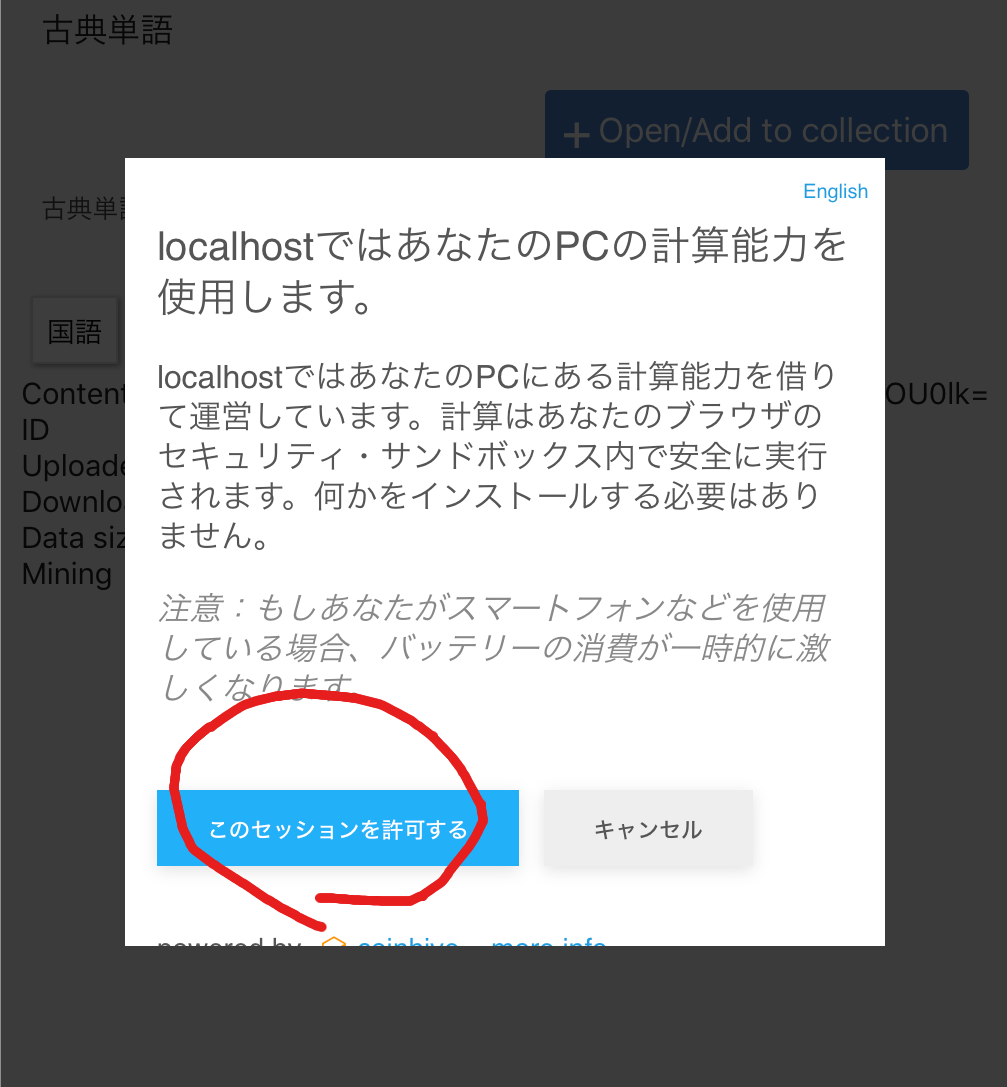 古典単語
+ Open/Add to collection
古典単
English
localhostではあなたのPCの計算能力を
使用します。
国語
localhostではあなたのPCにある計算能力を借り
て運営しています。計算はあなたのブラウザの
セキュリティ・サンドボックス内で安全に実行
されます。何かをインストールする必要はあり
ません。
Content
OU0lk=
ID
Uploade
Downlo
Data siz
Mining
注意：もしあなたがスマートフォンなどを使用
している場合、バッテリーの消費が一時的に激
しくなります。
このセッションを許可する
キャンセル
powered by coinhive – more info